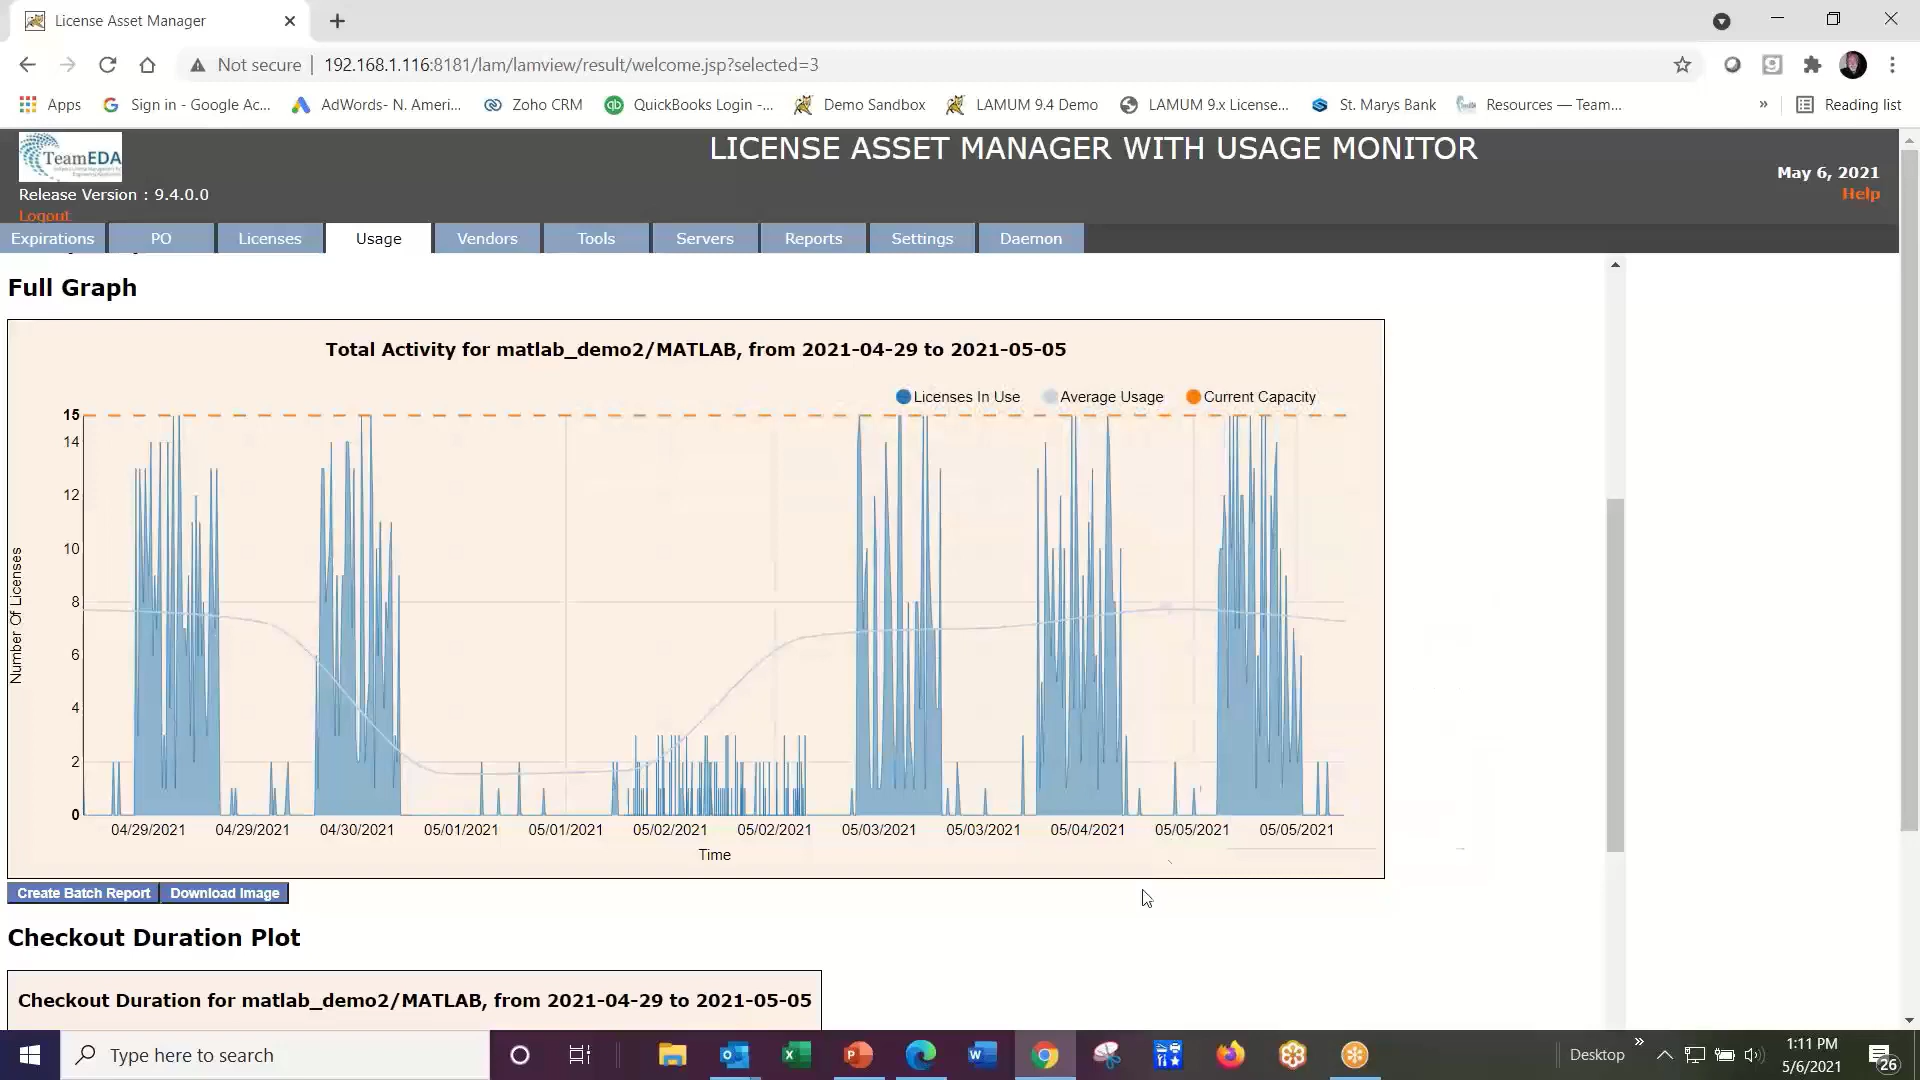 License Asset Manager
Not secure | 192.168.1.116:8181/lam/lamview/result/welcome.jsp?selected=3
Apps Sign in - Google Ac... AdWords- N. Ameri... Zoho CRM QuickBooks Login -... Demo Sandbox LAMUM 9.4 Demo LAMUM 9.x License... St. Marys Bank Resources — Team... » Reading list
TeamEDA
LICENSE ASSET MANAGER WITH USAGE MONITOR
May 6, 2021
Release Version : 9.4.0.0
Help
Logout
Expirations PO Licenses Usage Vendors Tools Servers Reports Settings Daemon
Full Graph
Total Activity for matlab_demo2/MATLAB, from 2021-04-29 to 2021-05-05
Licenses In Use Average Usage Current Capacity
15
14
12
10
8
6
4
2
0
Number Of Licenses
04/29/2021 04/29/2021 04/30/2021 05/01/2021 05/01/2021 05/02/2021 05/02/2021 05/03/2021 05/03/2021 05/04/2021 05/05/2021 05/05/2021
Time
Create Batch Report Download Image
Checkout Duration Plot
Checkout Duration for matlab_demo2/MATLAB, from 2021-04-29 to 2021-05-05
Type here to search
Desktop »
1:11 PM
5/6/2021
26